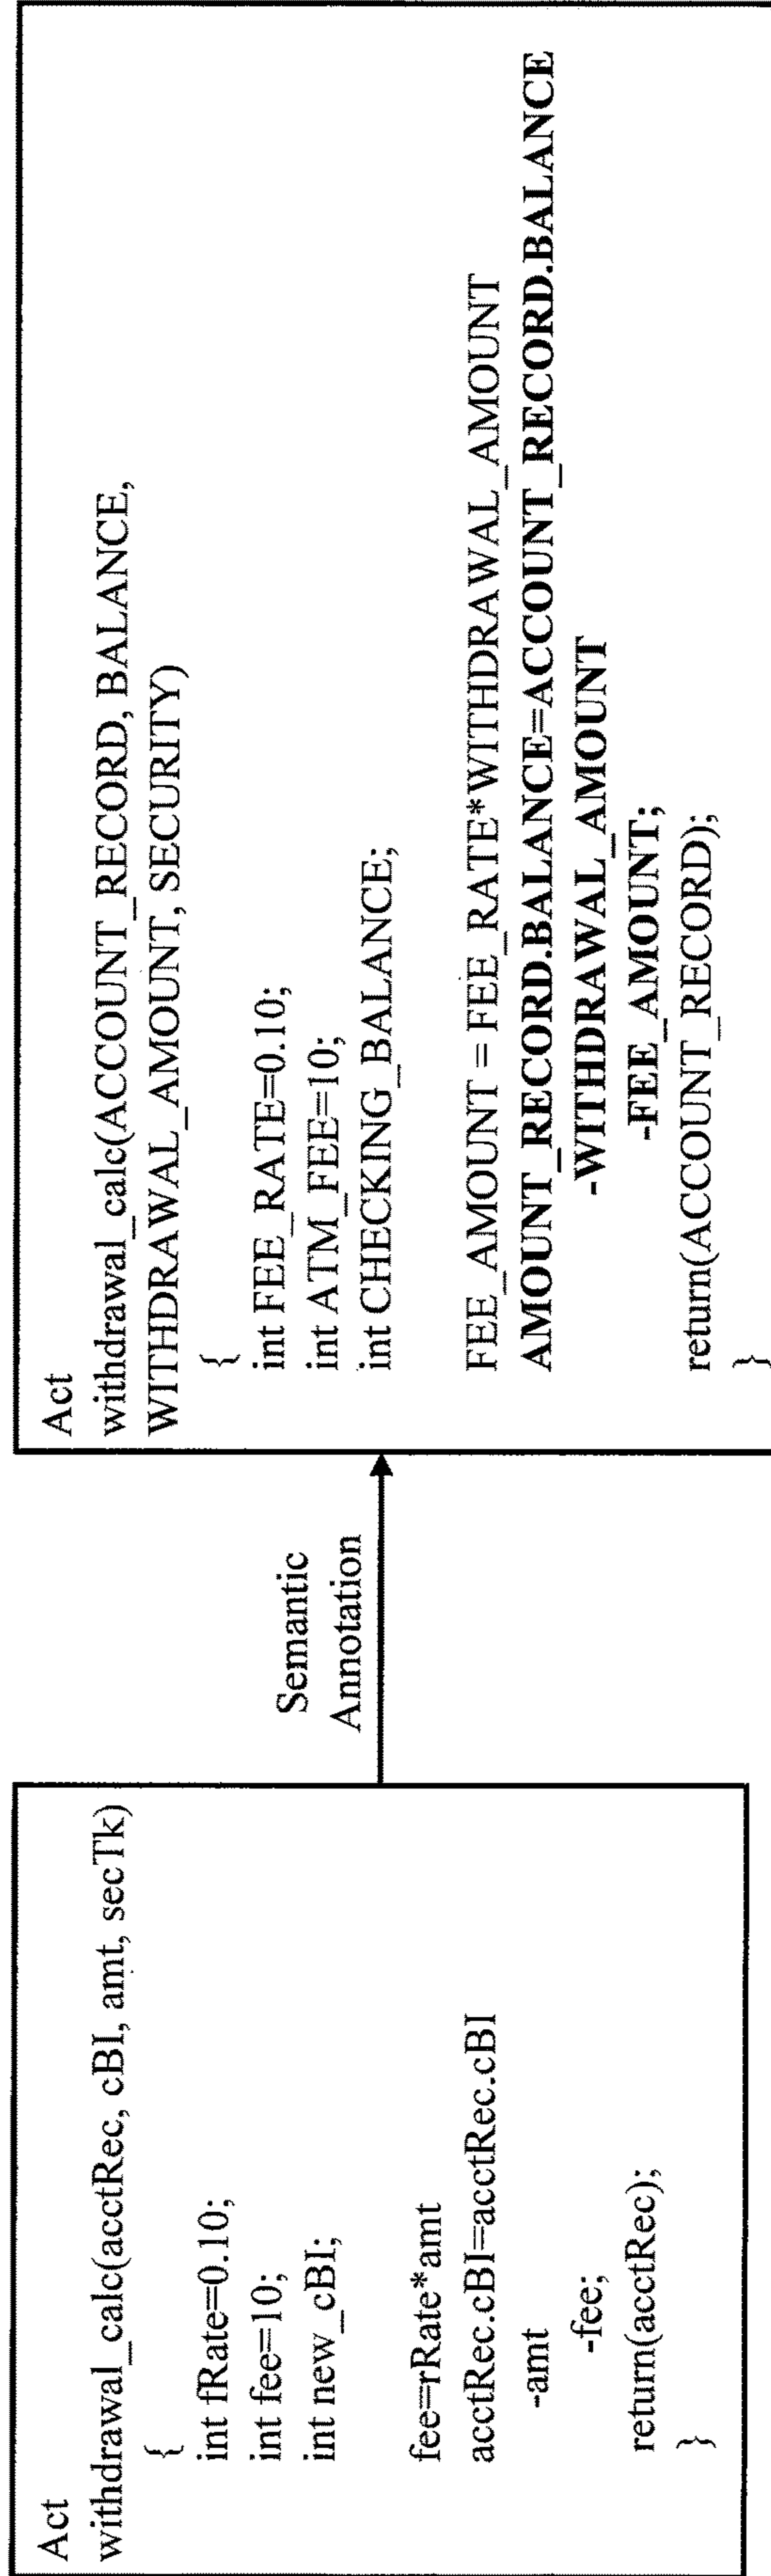 Act
withdrawal_calc(acctRec, cBI, amt, secTk)
{
int fRate=0.10;
int fee=10;
int new_cBI;
fee=rRate*amt
acctRec.cBI=acctRec.cBI
-amt
-fee;
return(acctRec);
}
Semantic
Annotation
Act
withdrawal_calc(ACCOUNT_RECORD, BALANCE,
WITHDRAWAL_AMOUNT, SECURITY)
{
int FEE_RATE=0.10;
int ATM_FEE=10;
int CHECKING_BALANCE;
FEE_AMOUNT = FEE_RATE*WITHDRAWAL_AMOUNT
AMOUNT_RECORD.BALANCE=ACCOUNT_RECORD.BALANCE
-WITHDRAWAL_AMOUNT
-FEE_AMOUNT;
return(ACCOUNT_RECORD);
}